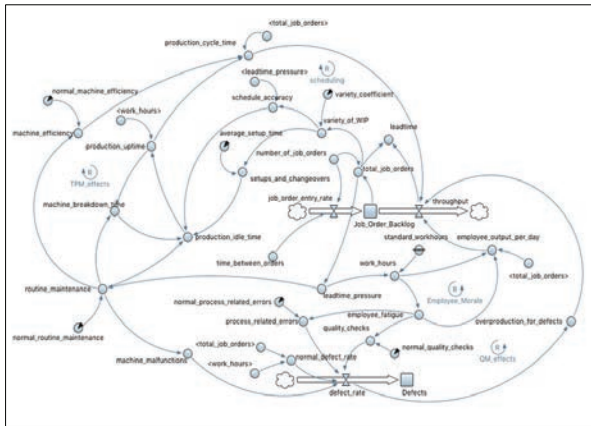 <total_job_orders>
production_cycle_time
<leadtime_pressure>
R
scheduling
normal_machine_efficiency
schedule_accuracy
variety_coefficient
<work_hours>
variety_of_WIP
machine_efficiency
average_setup_time
leadtime
production_uptime
number_of_job_orders
R
TPM_effects
setups_and_changeovers
total_job_orders
machine_breakdown_time
job_order_entry_rate
throughput
Job_Order_Backlog
production_idle_time
standard_workhours
employee_output_per_day
time_between_orders
work_hours
<total_job_orders>
routine_maintenance
leadtime_pressure
R
Employee_Morale
normal_process_related_errors
employee_fatigue
normal_routine_maintenance
process_related_errors
quality_checks
overproduction_for_defects
<total_job_orders>
R
machine_malfunctions
normal_defect_rate
normal_quality_checks
QM_effects
<work_hours>
defect_rate
Defects